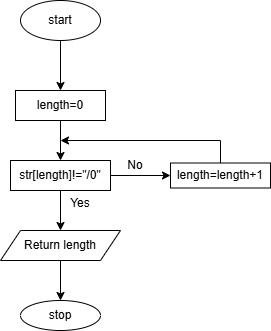 start
length=0
str[length]!="/0"
No
length=length+1
Yes
Return length
stop